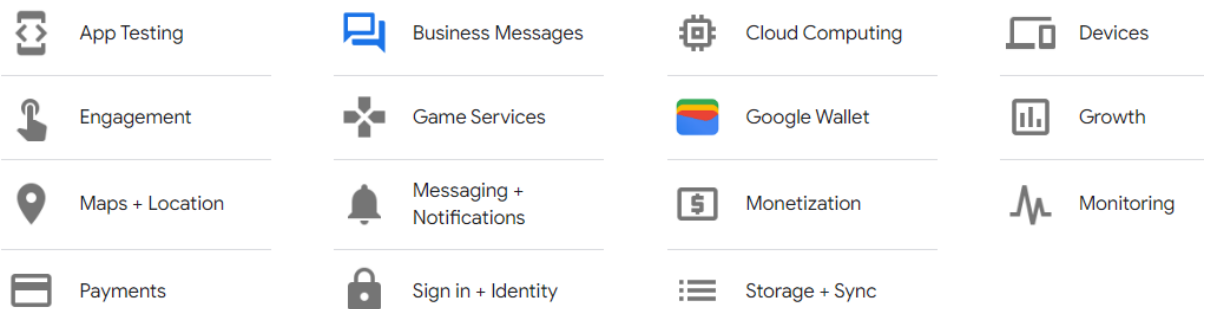 App Testing
Business Messages
Cloud Computing
Devices
Engagement
Game Services
Google Wallet
Growth
Maps + Location
Messaging +
Notifications
Monetization
Monitoring
Payments
Sign in + Identity
Storage + Sync